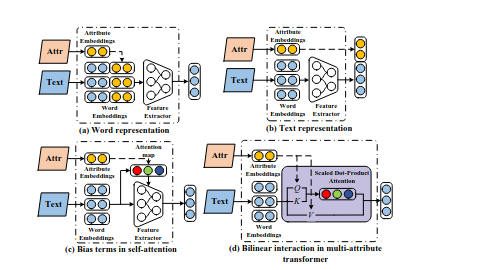 Attribute
Embeddings
Attr
Text
Word
Embeddings
Feature
Extractor
(a) Word representation
Attribute
Embeddings
Attr
Text
Word
Embeddings
Feature
Extractor
(b) Text representation
Attention
map
Attr
Attribute
Embeddings
Text
Word
Embeddings
Feature
Extractor
(c) Bias terms in self-attention
Attr
Attribute
Embeddings
Scaled Dot-Product
Attention
Text
Q
K
V
Word
Embeddings
(d) Bilinear interaction in multi-attribute
transformer